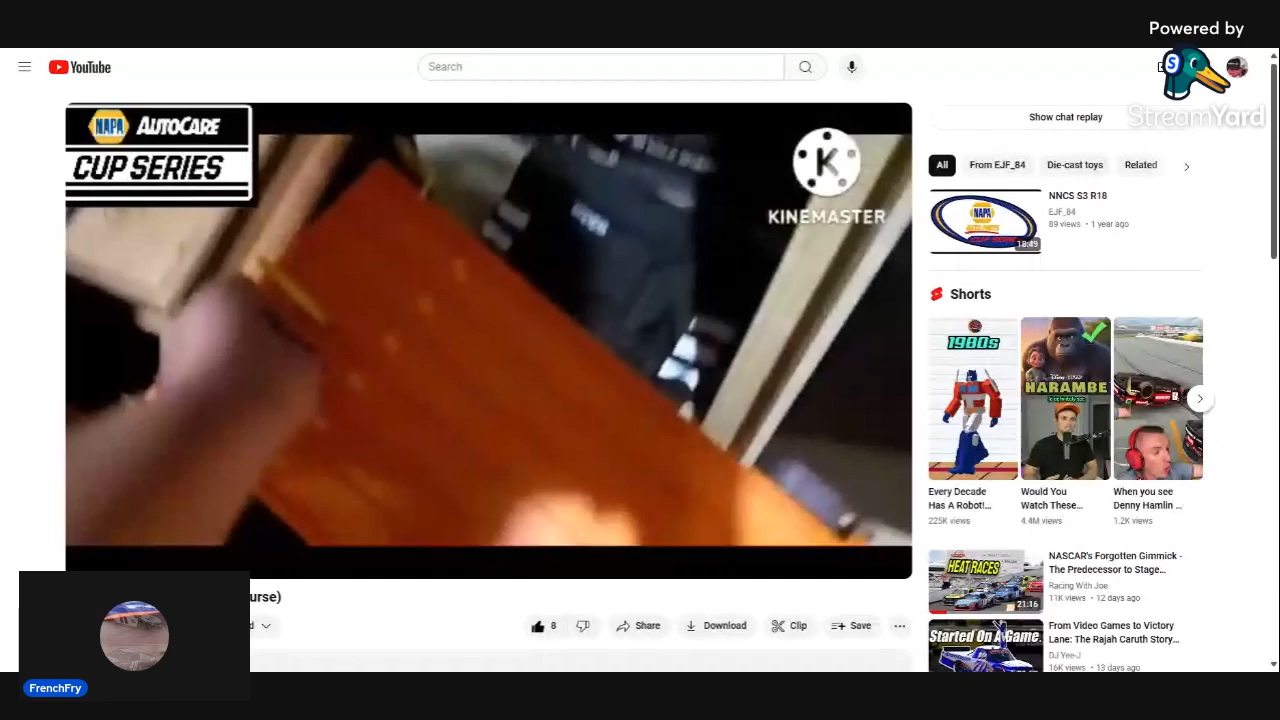 Powered by
YouTube
Search
StreamYard
NAPA AUTOCARE
CUP SERIES
K
KINEMASTER
Show chat replay
All
From EJF_84
Die-cast toys
Related
NNCS S3 R18
EJF_84
89 views • 1 year ago
NAPA
CUP SERIES
18:49
Shorts
1980s
HARAMBE
Every Decade
Has A Robot!...
225K views
Would You
Watch These...
4.4M views
When you see
Denny Hamlin ...
1.2K views
HEAT RACES
21:16
NASCAR's Forgotten Gimmick -
The Predecessor to Stage...
Racing With Joe
11K views • 12 days ago
Started On A Game.
From Video Games to Victory
Lane: The Rajah Caruth Story...
DJ Yee-J
16K views • 13 days ago
urse)
d
8
Share
Download
Clip
Save
FrenchFry